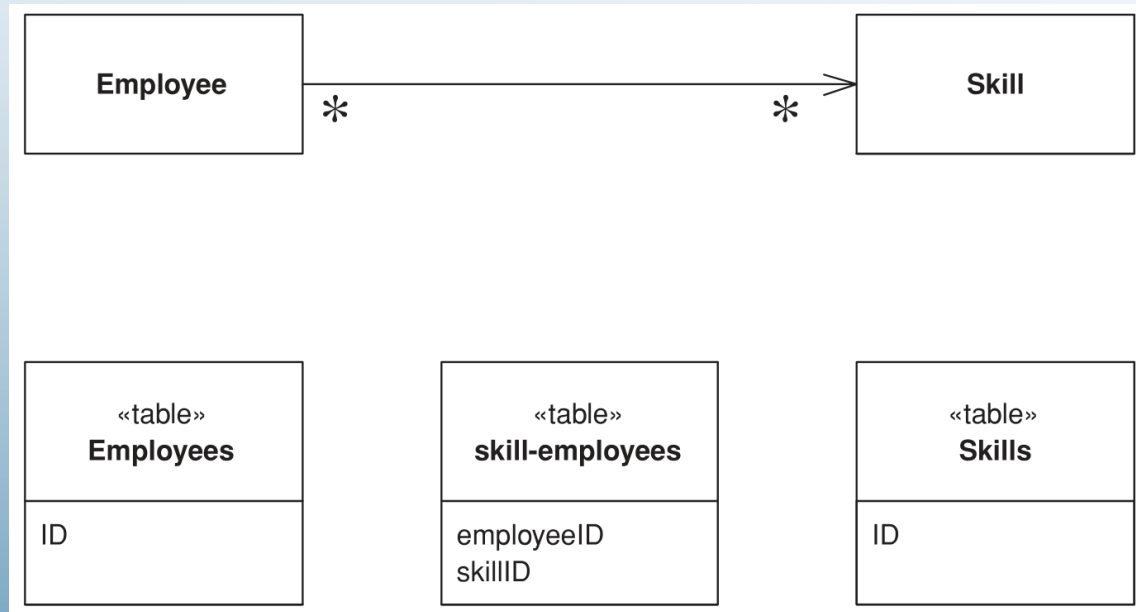 Employee
*
*
Skill
«table»
Employees
ID
«table»
skill-employees
employeeID
skillID
«table»
Skills
ID